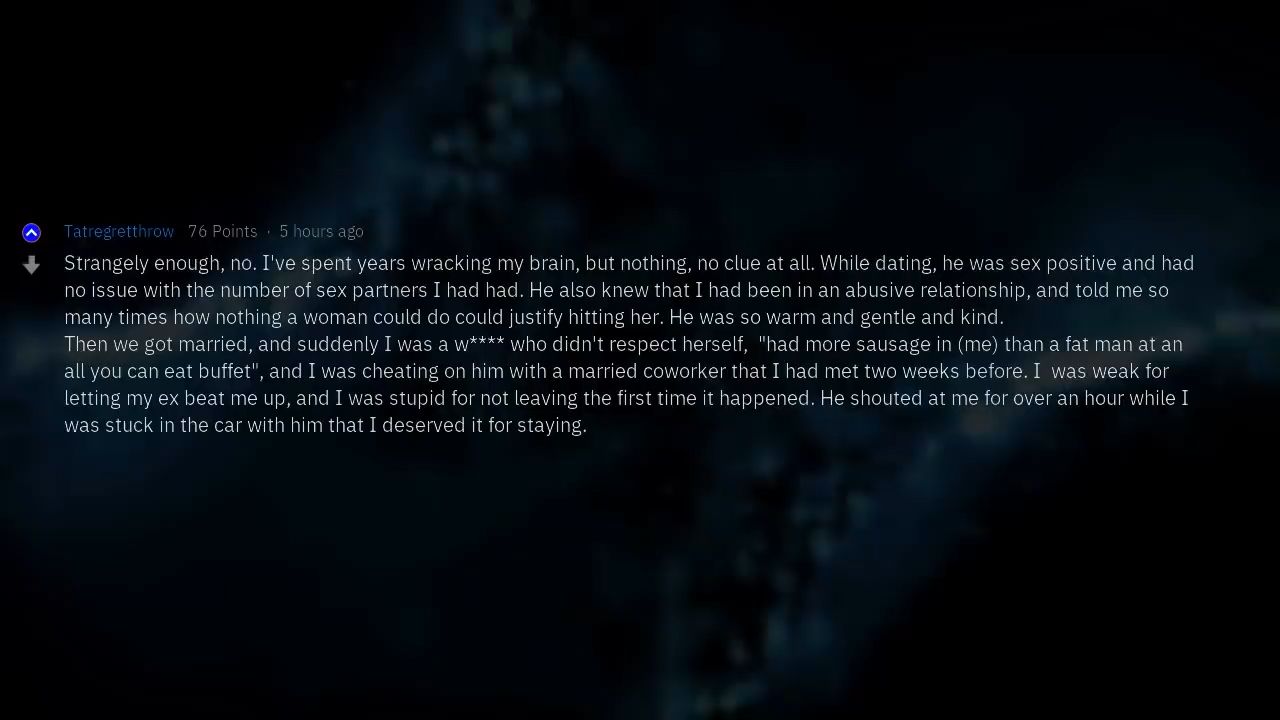 Tatregretthrow 76 Points · 5 hours ago
Strangely enough, no. I've spent years wracking my brain, but nothing, no clue at all. While dating, he was sex positive and had
no issue with the number of sex partners I had had. He also knew that I had been in an abusive relationship, and told me so
many times how nothing a woman could do could justify hitting her. He was so warm and gentle and kind.
Then we got married, and suddenly I was a w**** who didn't respect herself,  "had more sausage in (me) than a fat man at an
all you can eat buffet", and I was cheating on him with a married coworker that I had met two weeks before. I  was weak for
letting my ex beat me up, and I was stupid for not leaving the first time it happened. He shouted at me for over an hour while I
was stuck in the car with him that I deserved it for staying.